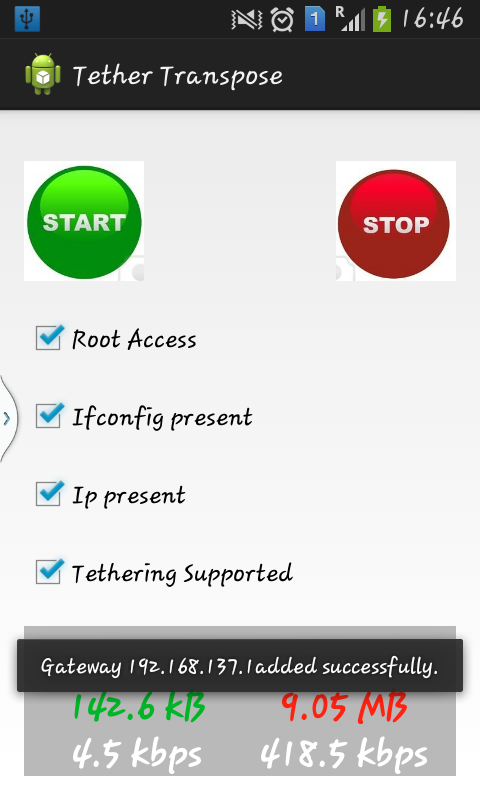 1 R 16:46
Tether Transpose
START STOP
Root Access
Ifconfig present
Ip present
Tethering Supported
Gateway 192.168.137.1added successfully.
142.6 kB 9.05 MB
4.5 kbps 418.5 kbps